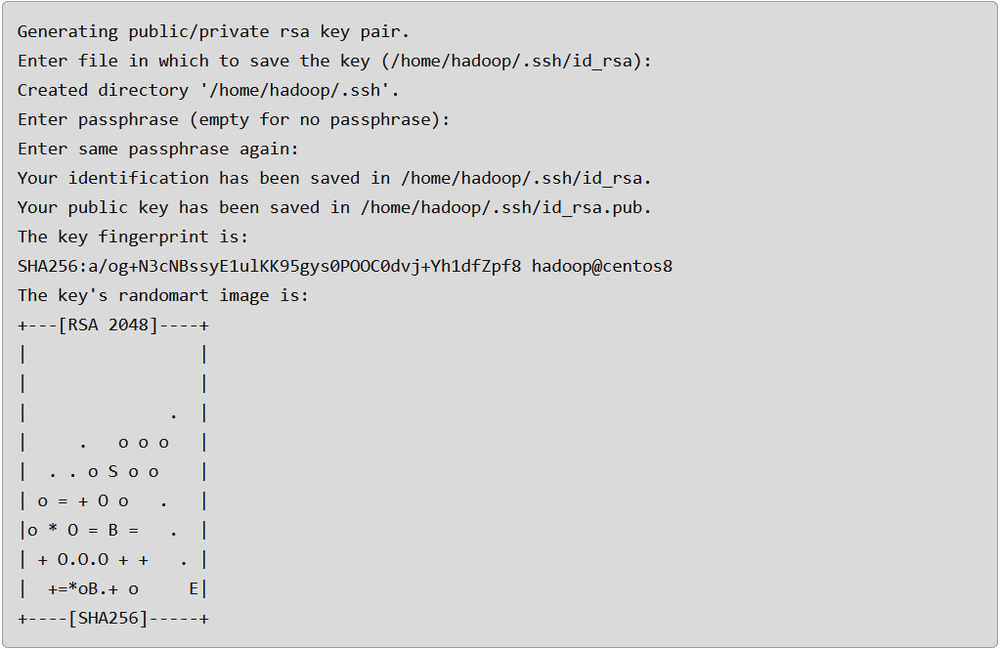 Generating public/private rsa key pair.
Enter file in which to save the key (/home/hadoop/.ssh/id_rsa):
Created directory '/home/hadoop/.ssh'.
Enter passphrase (empty for no passphrase):
Enter same passphrase again:
Your identification has been saved in /home/hadoop/.ssh/id_rsa.
Your public key has been saved in /home/hadoop/.ssh/id_rsa.pub.
The key fingerprint is:
SHA256:a/og+N3cNBssyE1ulKK95gys0POOC0dvj+Yh1dfZpf8 hadoop@centos8
The key's randomart image is:
+---[RSA 2048]----+
|                 |
|                 |
|              .  |
|     .   o o o   |
|  . . o S o o    |
| o = + O o   .   |
|o * O = B =   .  |
| + O.O.O + +   . |
|  +=*oB.+ o     E|
+----[SHA256]-----+